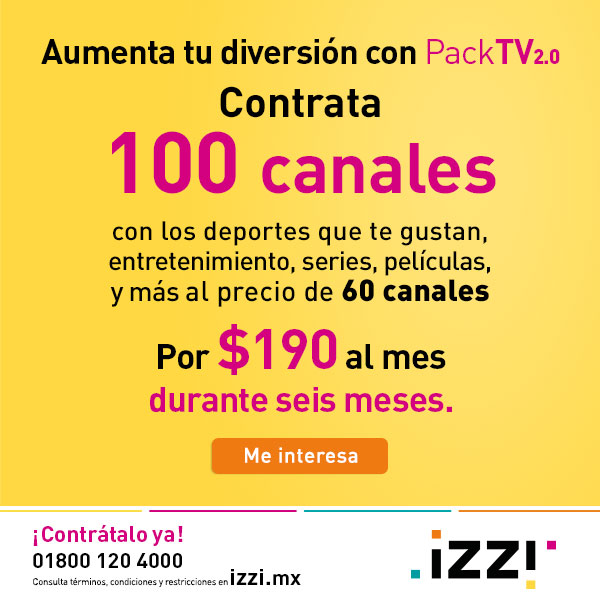 Aumenta tu diversión con PackTV2.0
Contrata
100 canales
con los deportes que te gustan,
entretenimiento, series, películas,
y más al precio de 60 canales
Por $190 al mes
durante seis meses.
Me interesa
¡Contrátalo ya!
01800 120 4000
Consulta términos, condiciones y restricciones en izzi.mx
izzi